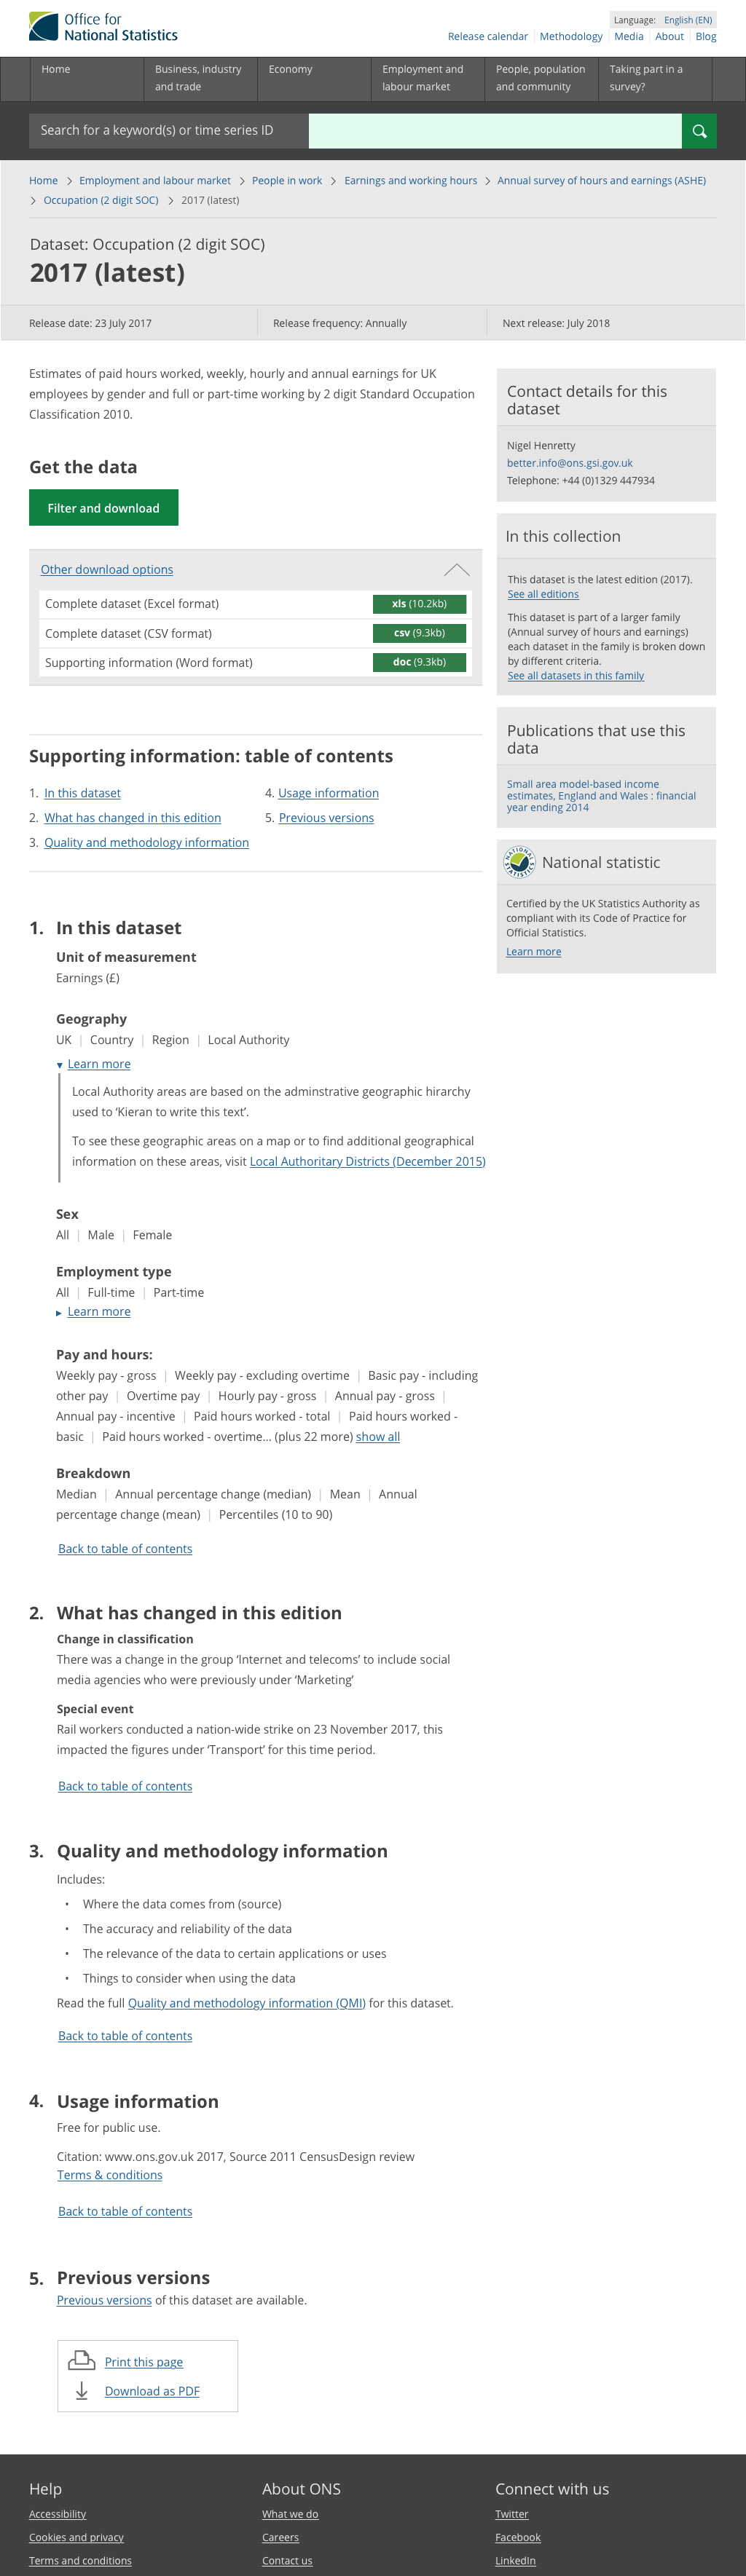 Office for
National Statistics
Language: English (EN)
Release calendar Methodology Media About Blog
Home
Business, industry
and trade
Economy
Employment and
labour market
People, population
and community
Taking part in a
survey?
Search for a keyword(s) or time series ID
Home Employment and labour market People in work Earnings and working hours Annual survey of hours and earnings (ASHE)
Occupation (2 digit SOC) 2017 (latest)
Dataset: Occupation (2 digit SOC)
2017 (latest)
Release date: 23 July 2017
Release frequency: Annually
Next release: July 2018
Estimates of paid hours worked, weekly, hourly and annual earnings for UK
employees by gender and full or part-time working by 2 digit Standard Occupation
Classification 2010.
Get the data
Filter and download
Other download options
Complete dataset (Excel format) xls (10.2kb)
Complete dataset (CSV format) csv (9.3kb)
Supporting information (Word format) doc (9.3kb)
Contact details for this
dataset
Nigel Henretty
better.info@ons.gsi.gov.uk
Telephone: +44 (0)1329 447934
In this collection
This dataset is the latest edition (2017).
See all editions
This dataset is part of a larger family
(Annual survey of hours and earnings)
each dataset in the family is broken down
by different criteria.
See all datasets in this family
Publications that use this
data
Small area model-based income
estimates, England and Wales : financial
year ending 2014
NATIONAL STATISTICS
National statistic
Certified by the UK Statistics Authority as
compliant with its Code of Practice for
Official Statistics.
Learn more
Supporting information: table of contents
1. In this dataset
2. What has changed in this edition
3. Quality and methodology information
4. Usage information
5. Previous versions
1. In this dataset
Unit of measurement
Earnings (£)
Geography
UK | Country | Region | Local Authority
▼ Learn more
Local Authority areas are based on the adminstrative geographic hirarchy
used to ‘Kieran to write this text’.
To see these geographic areas on a map or to find additional geographical
information on these areas, visit Local Authoritary Districts (December 2015)
Sex
All | Male | Female
Employment type
All | Full-time | Part-time
► Learn more
Pay and hours:
Weekly pay - gross | Weekly pay - excluding overtime | Basic pay - including
other pay | Overtime pay | Hourly pay - gross | Annual pay - gross |
Annual pay - incentive | Paid hours worked - total | Paid hours worked -
basic | Paid hours worked - overtime... (plus 22 more) show all
Breakdown
Median | Annual percentage change (median) | Mean | Annual
percentage change (mean) | Percentiles (10 to 90)
Back to table of contents
2. What has changed in this edition
Change in classification
There was a change in the group ‘Internet and telecoms’ to include social
media agencies who were previously under ‘Marketing’
Special event
Rail workers conducted a nation-wide strike on 23 November 2017, this
impacted the figures under ‘Transport’ for this time period.
Back to table of contents
3. Quality and methodology information
Includes:
• Where the data comes from (source)
• The accuracy and reliability of the data
• The relevance of the data to certain applications or uses
• Things to consider when using the data
Read the full Quality and methodology information (QMI) for this dataset.
Back to table of contents
4. Usage information
Free for public use.
Citation: www.ons.gov.uk 2017, Source 2011 CensusDesign review
Terms & conditions
Back to table of contents
5. Previous versions
Previous versions of this dataset are available.
Print this page
Download as PDF
Help
Accessibility
Cookies and privacy
Terms and conditions
About ONS
What we do
Careers
Contact us
Connect with us
Twitter
Facebook
LinkedIn